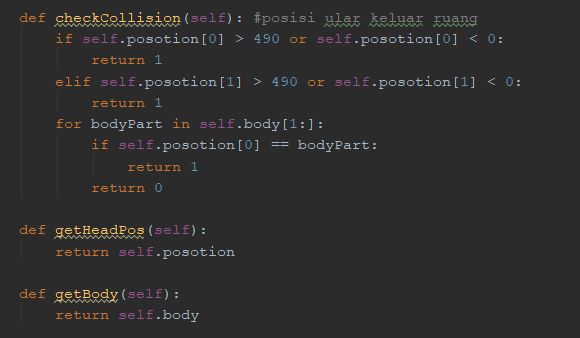 def checkCollision(self): #posisi ular keluar ruang
    if self.posotion[0] > 490 or self.posotion[0] < 0:
        return 1
    elif self.posotion[1] > 490 or self.posotion[1] < 0:
        return 1
    for bodyPart in self.body[1:]:
        if self.posotion[0] == bodyPart:
            return 1
        return 0
def getHeadPos(self):
    return self.posotion
def getBody(self):
    return self.body